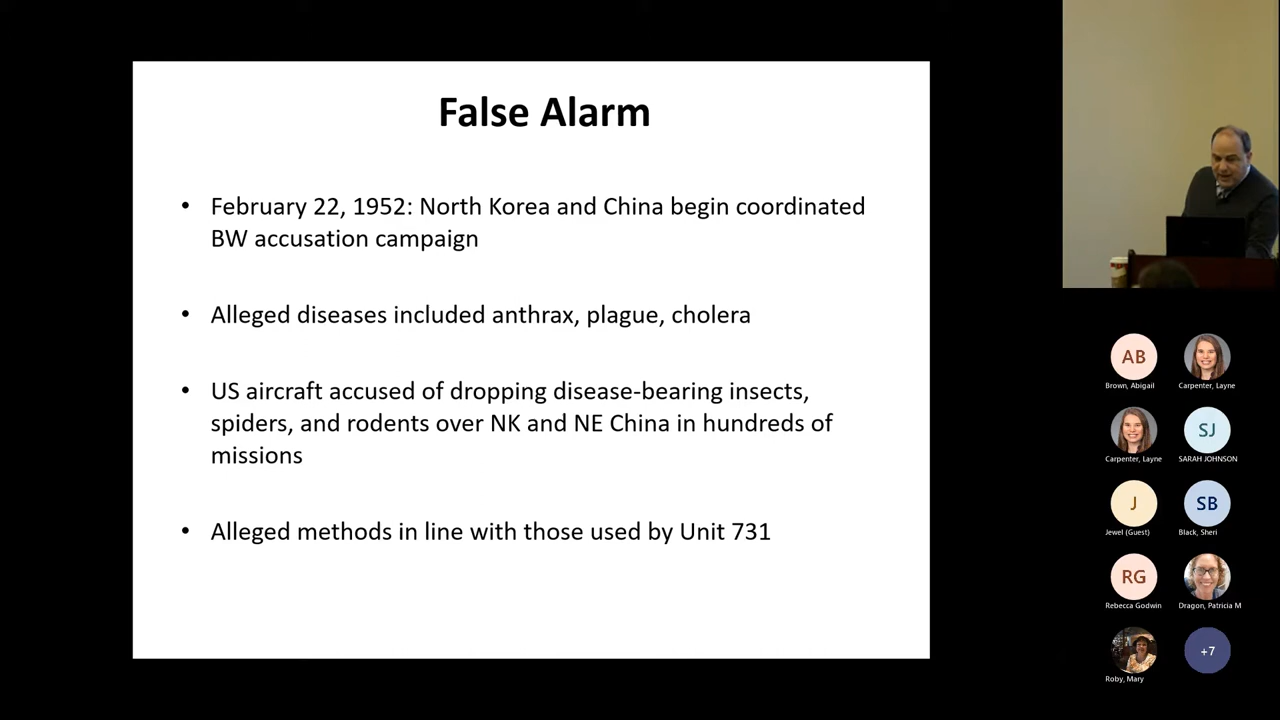 False Alarm
• February 22, 1952: North Korea and China begin coordinated
BW accusation campaign
• Alleged diseases included anthrax, plague, cholera
• US aircraft accused of dropping disease-bearing insects,
spiders, and rodents over NK and NE China in hundreds of
missions
• Alleged methods in line with those used by Unit 731
AB
Brown, Abigail
Carpenter, Layne
Carpenter, Layne
SJ
SARAH JOHNSON
J
Jewel (Guest)
SB
Black, Sheri
RG
Rebecca Godwin
Dragon, Patricia M
Roby, Mary
+7